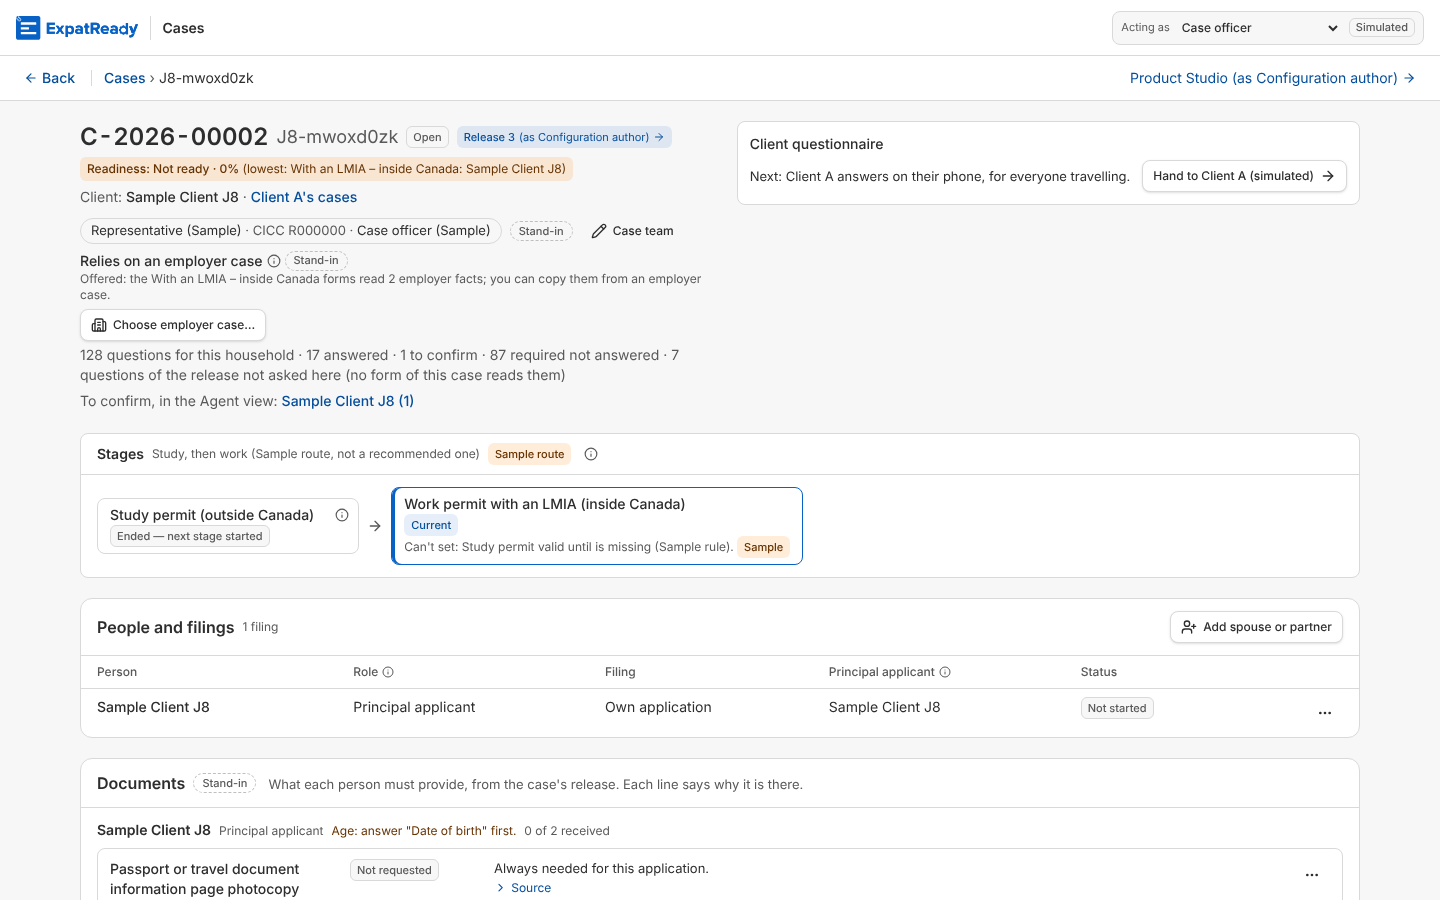 ExpatReady
Cases
Acting as Case officer Simulated
Back Cases › J8-mwoxd0zk
Product Studio (as Configuration author)
C-2026-00002 J8-mwoxd0zk Open Release 3 (as Configuration author)
Readiness: Not ready · 0% (lowest: With an LMIA – inside Canada: Sample Client J8)
Client: Sample Client J8 · Client A's cases
Representative (Sample) · CICC R000000 · Case officer (Sample) Stand-in Case team
Relies on an employer case Stand-in
Offered: the With an LMIA – inside Canada forms read 2 employer facts; you can copy them from an employer
case.
Choose employer case...
128 questions for this household · 17 answered · 1 to confirm · 87 required not answered · 7
questions of the release not asked here (no form of this case reads them)
To confirm, in the Agent view: Sample Client J8 (1)
Client questionnaire
Next: Client A answers on their phone, for everyone travelling. Hand to Client A (simulated)
Stages Study, then work (Sample route, not a recommended one) Sample route
Study permit (outside Canada)
Ended — next stage started
Work permit with an LMIA (inside Canada)
Current
Can't set: Study permit valid until is missing (Sample rule). Sample
People and filings 1 filing
Add spouse or partner
Person Role Filing Principal applicant Status
Sample Client J8 Principal applicant Own application Sample Client J8 Not started
Documents Stand-in What each person must provide, from the case's release. Each line says why it is there.
Sample Client J8 Principal applicant Age: answer "Date of birth" first. 0 of 2 received
Passport or travel document
information page photocopy
Not requested
Always needed for this application.
Source